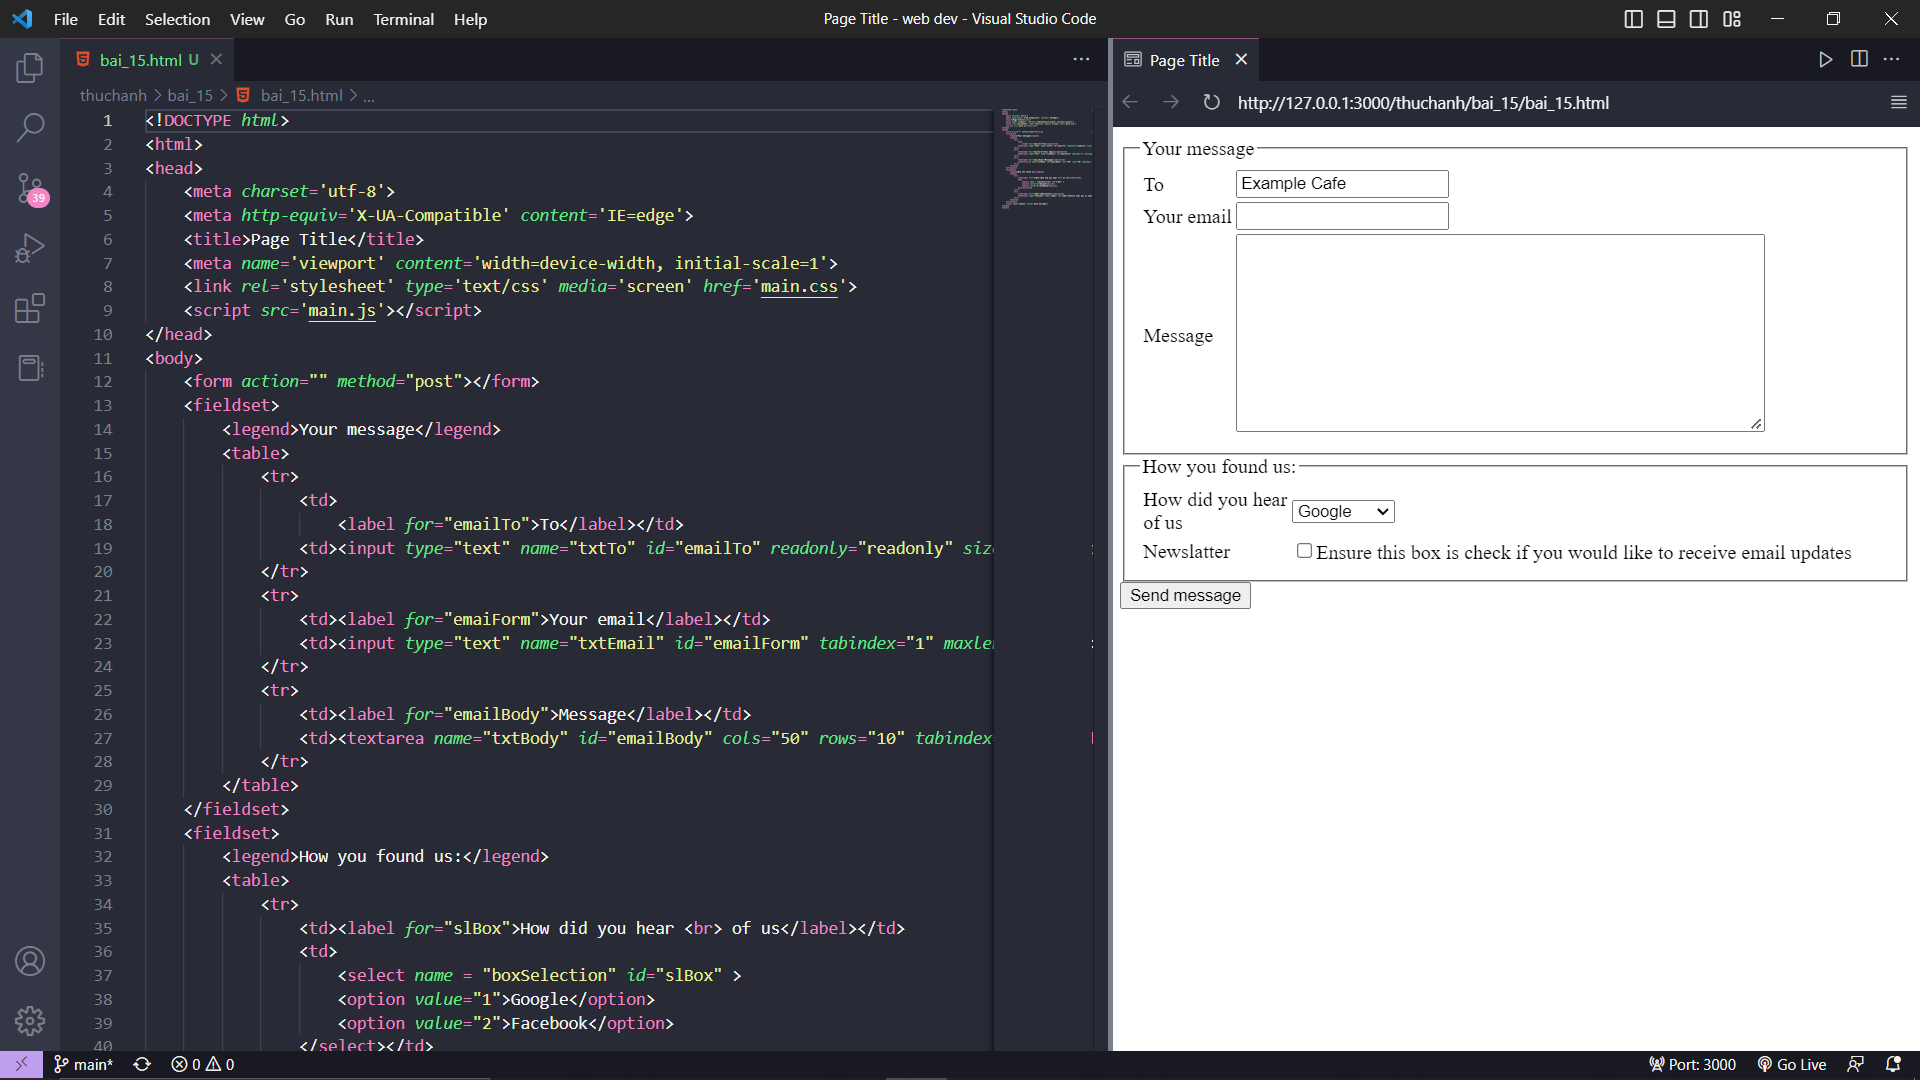 File Edit Selection View Go Run Terminal Help
Page Title - web dev - Visual Studio Code
bai_15.html U
Page Title
thuchanh > bai_15 > bai_15.html > ...
http://127.0.0.1:3000/thuchanh/bai_15/bai_15.html
39
1 <!DOCTYPE html>
2 <html>
3 <head>
4 <meta charset='utf-8'>
5 <meta http-equiv='X-UA-Compatible' content='IE=edge'>
6 <title>Page Title</title>
7 <meta name='viewport' content='width=device-width, initial-scale=1'>
8 <link rel='stylesheet' type='text/css' media='screen' href='main.css'>
9 <script src='main.js'></script>
10 </head>
11 <body>
12 <form action="" method="post"></form>
13 <fieldset>
14 <legend>Your message</legend>
15 <table>
16 <tr>
17 <td>
18 <label for="emailTo">To</label></td>
19 <td><input type="text" name="txtTo" id="emailTo" readonly="readonly" siz
20 </tr>
21 <tr>
22 <td><label for="emaiForm">Your email</label></td>
23 <td><input type="text" name="txtEmail" id="emailForm" tabindex="1" maxle
24 </tr>
25 <tr>
26 <td><label for="emailBody">Message</label></td>
27 <td><textarea name="txtBody" id="emailBody" cols="50" rows="10" tabindex
28 </tr>
29 </table>
30 </fieldset>
31 <fieldset>
32 <legend>How you found us:</legend>
33 <table>
34 <tr>
35 <td><label for="slBox">How did you hear <br> of us</label></td>
36 <td>
37 <select name = "boxSelection" id="slBox" >
38 <option value="1">Google</option>
39 <option value="2">Facebook</option>
40 </select></td>
Your message
To Example Cafe
Your email
Message
How you found us:
How did you hear
of us
Google
Newslatter Ensure this box is check if you would like to receive email updates
Send message
main* 0 0
Port: 3000 Go Live